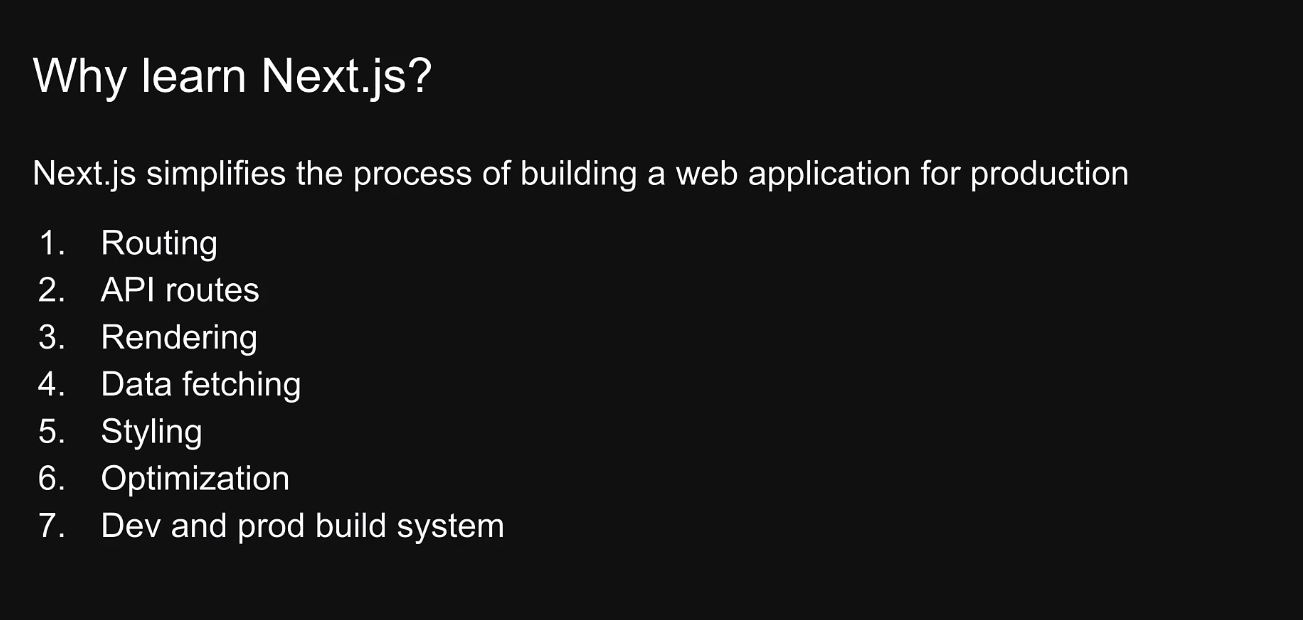 Why learn Next.js?
Next.js simplifies the process of building a web application for production
1. Routing
2. API routes
3. Rendering
4. Data fetching
5. Styling
6. Optimization
7. Dev and prod build system